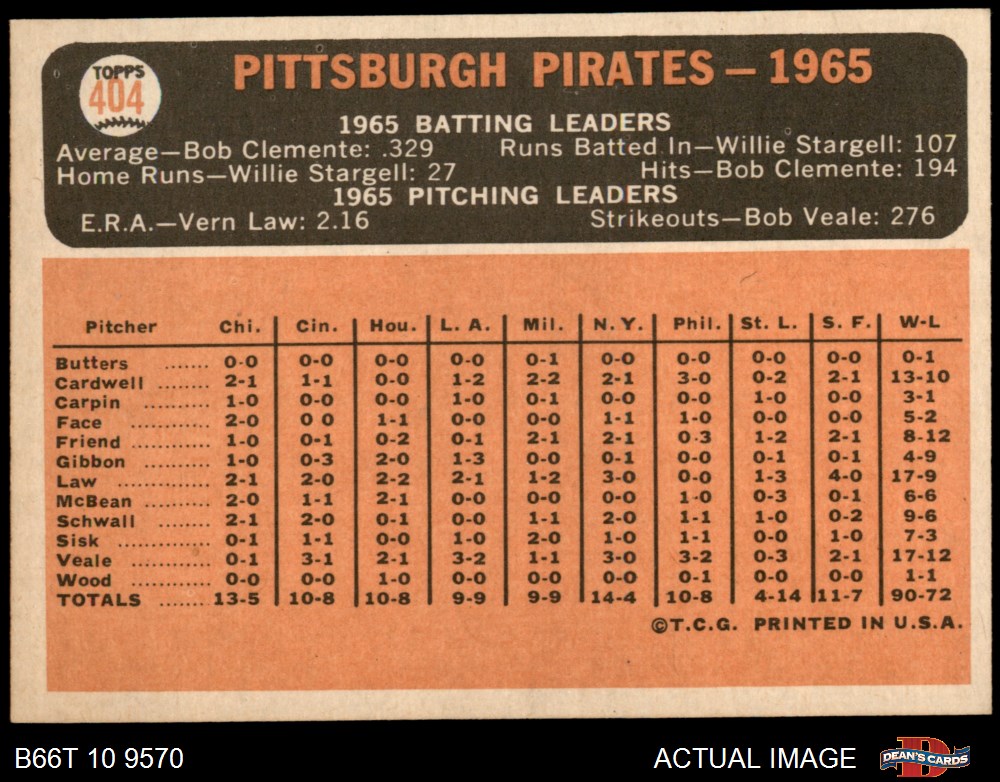 TOPPS
404
PITTSBURGH PIRATES — 1965
1965 BATTING LEADERS
Average—Bob Clemente: .329 Runs Batted In—Willie Stargell: 107
Home Runs—Willie Stargell: 27 Hits—Bob Clemente: 194
1965 PITCHING LEADERS
E.R.A.—Vern Law: 2.16 Strikeouts—Bob Veale: 276
Pitcher Chi. Cin. Hou. L. A. Mil. N. Y. Phil. St. L. S. F. W-L
Butters ....... 0-0 0-0 0-0 0-0 0-1 0-0 0-0 0-0 0-0 0-1
Cardwell ....... 2-1 1-1 0-0 1-2 2-2 2-1 3-0 0-2 2-1 13-10
Carpin ......... 1-0 0-0 0-0 1-0 0-1 0-0 0-0 1-0 0-0 3-1
Face ........... 2-0 0 0 1-1 0-0 0-0 1-1 1-0 0-0 0-0 5-2
Friend ......... 1-0 0-1 0-2 0-1 2-1 2-1 0-3 1-2 2-1 8-12
Gibbon ......... 1-0 0-3 2-0 1-3 0-0 0-1 0-0 0-1 0-1 4-9
Law ............ 2-1 2-0 2-2 2-1 1-2 3-0 0-0 1-3 4-0 17-9
McBean ......... 2-0 1-1 2-1 0-0 0-0 0-0 1-0 0-3 0-1 6-6
Schwall ........ 2-1 2-0 0-1 0-0 1-1 2-0 1-1 1-0 0-2 9-6
Sisk ............ 0-1 1-1 0-0 1-0 2-0 1-0 1-1 0-0 1-0 7-3
Veale ........... 0-1 3-1 2-1 3-2 1-1 3-0 3-2 0-3 2-1 17-12
Wood ........... 0-0 0-0 1-0 0-0 0-0 0-0 0-1 0-0 0-0 1-1
TOTALS ....... 13-5 10-8 10-8 9-9 9-9 14-4 10-8 4-14 11-7 90-72
©T.C.G. PRINTED IN U.S.A.
B66T 10 9570 ACTUAL IMAGE DEAN'S CARDS